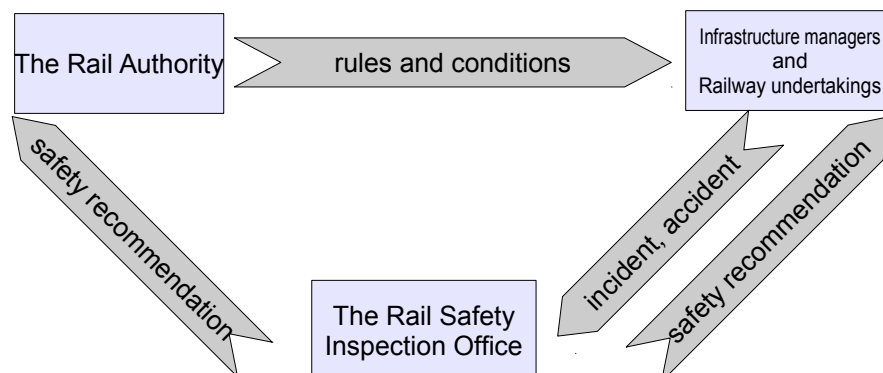 The Rail Authority
rules and conditions
Infrastructure managers
and
Railway undertakings
safety recommendation
incident, accident
safety recommendation
The Rail Safety
Inspection Office